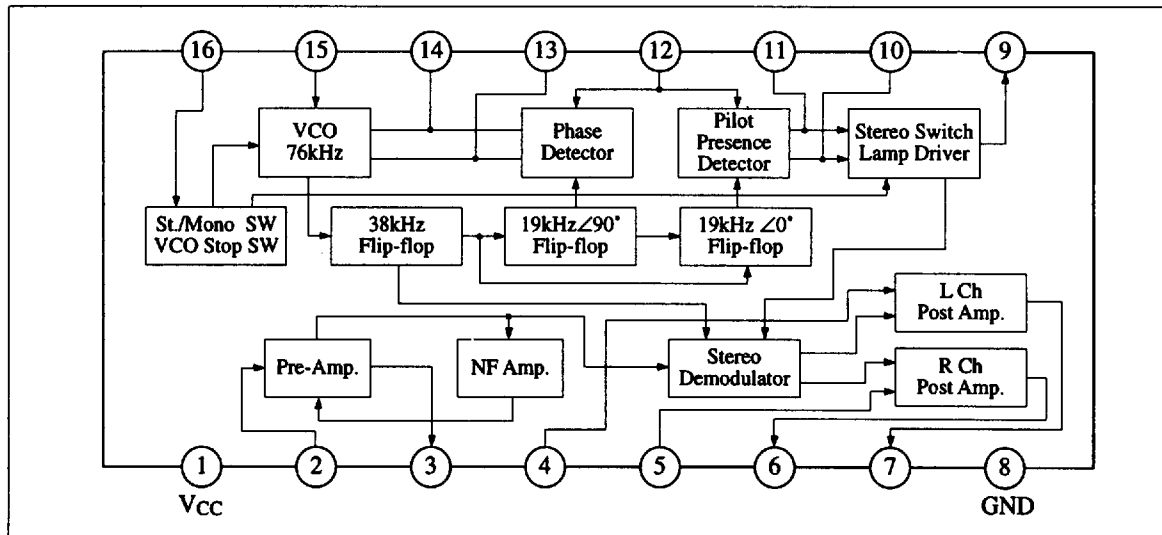 16 15 14 13 12 11 10 9
VCO
76kHz
Phase
Detector
Pilot
Presence
Detector
Stereo Switch
Lamp Driver
St./Mono SW
VCO Stop SW
38kHz
Flip-flop
19kHz∠90°
Flip-flop
19kHz ∠0°
Flip-flop
L Ch
Post Amp.
Pre-Amp.
NF Amp.
Stereo
Demodulator
R Ch
Post Amp.
1 2 3 4 5 6 7 8
VCC
GND